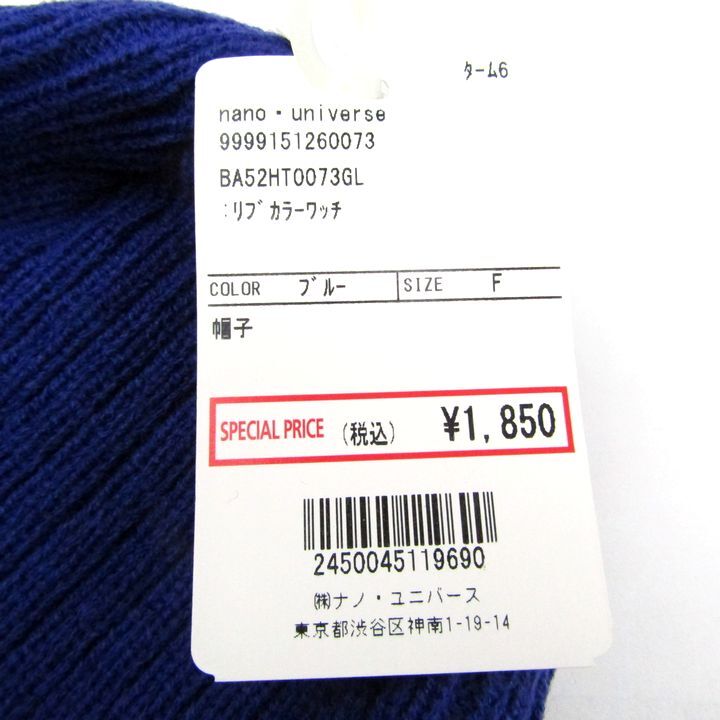 ﾀｰﾑ6
nano・universe
9999151260073
BA52HT0073GL
:ﾘﾌﾞｶﾗｰﾜｯﾁ
COLOR ﾌﾞﾙｰ SIZE F
帽子
SPECIAL PRICE (税込) ¥1,850
2450045119690
㈱ナノ・ユニバース
東京都渋谷区神南1-19-14